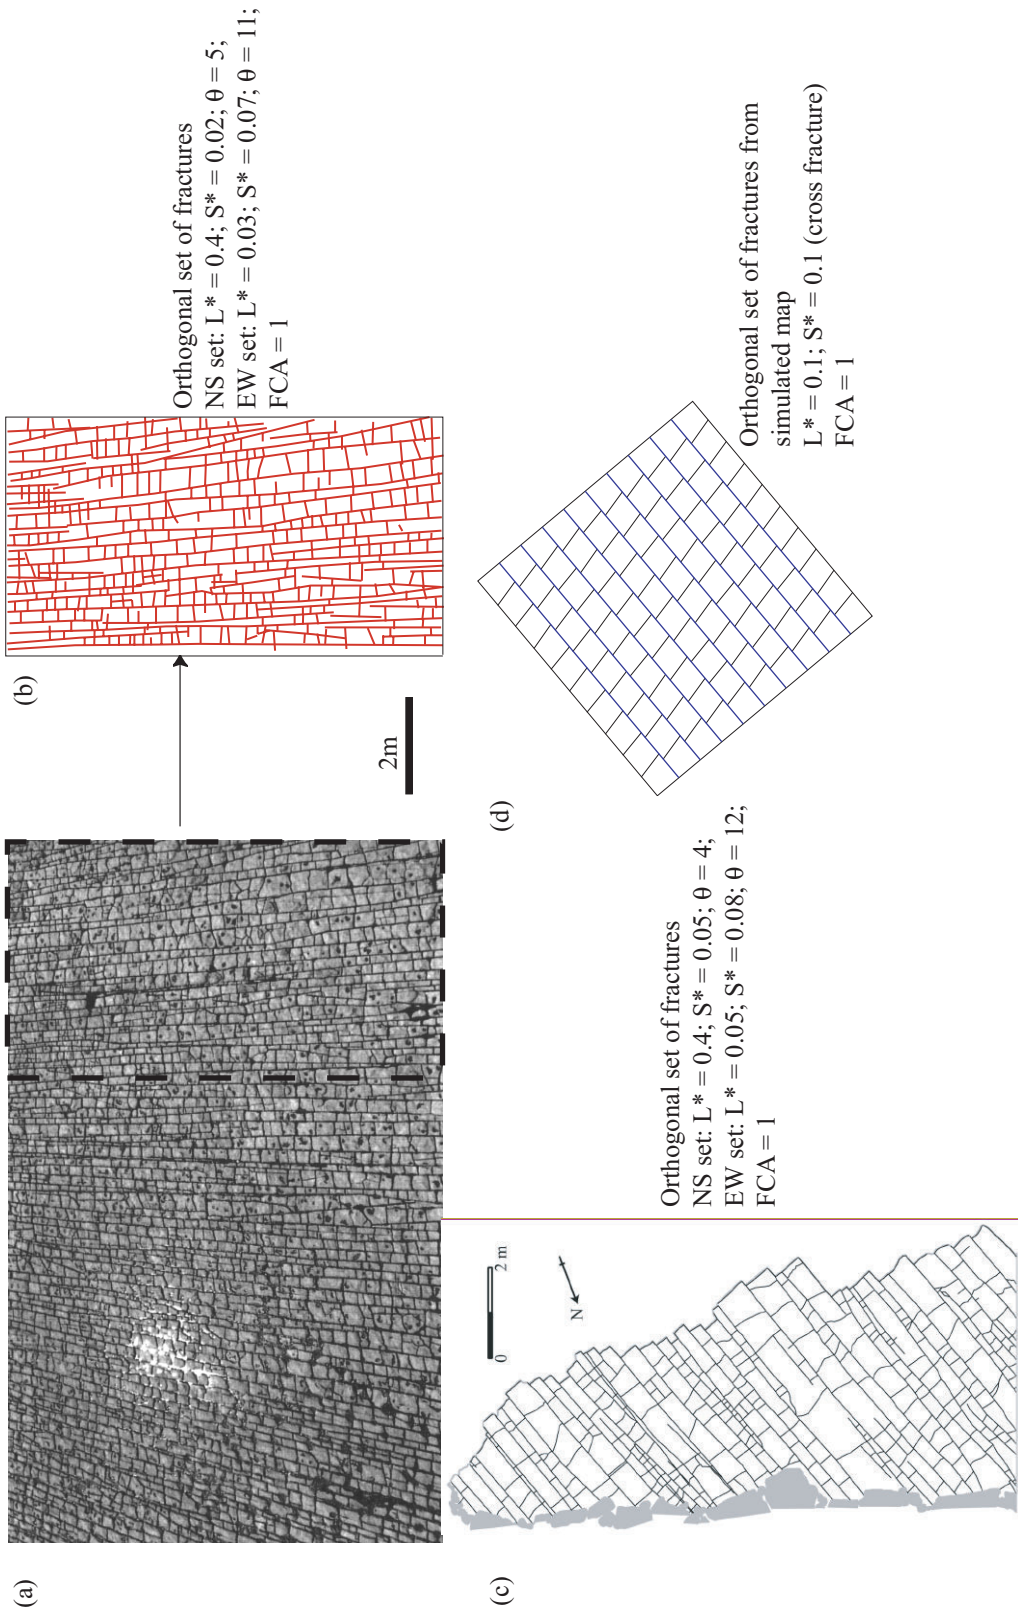 (a)
(b)
Orthogonal set of fractures
NS set: L* = 0.4; S* = 0.02; θ = 5;
EW set: L* = 0.03; S* = 0.07; θ = 11;
FCA = 1
2m
(c)
0
2 m
N
Orthogonal set of fractures
NS set: L* = 0.4; S* = 0.05; θ = 4;
EW set: L* = 0.05; S* = 0.08; θ = 12;
FCA = 1
(d)
Orthogonal set of fractures from
simulated map
L* = 0.1; S* = 0.1 (cross fracture)
FCA = 1